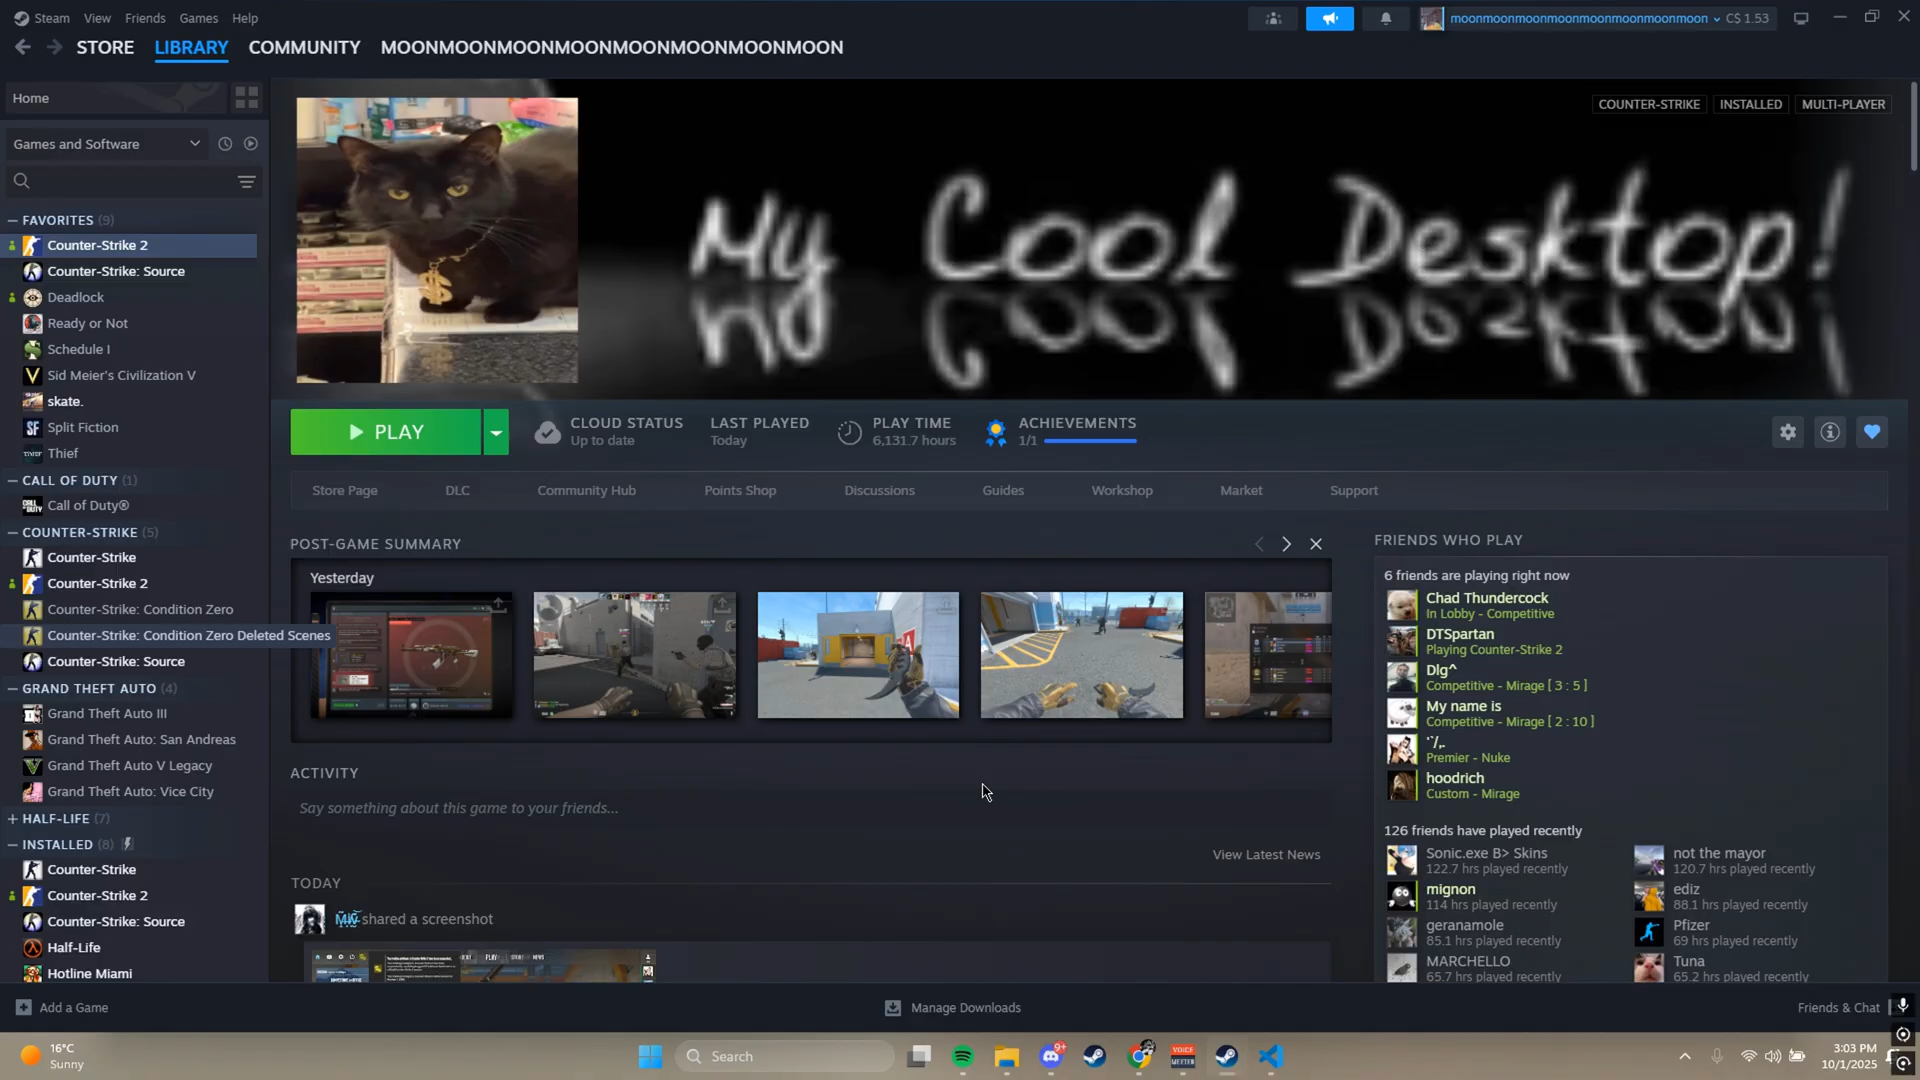 Steam View Friends Games Help
moonmoonmoonmoonmoonmoonmoonmoon C$ 1.53
STORE LIBRARY COMMUNITY MOONMOONMOONMOONMOONMOONMOONMOON
Home
Games and Software
FAVORITES (9)
Counter-Strike 2
Counter-Strike: Source
Deadlock
Ready or Not
Schedule I
Sid Meier's Civilization V
skate.
Split Fiction
Thief
CALL OF DUTY (1)
Call of Duty®
COUNTER-STRIKE (5)
Counter-Strike
Counter-Strike 2
Counter-Strike: Condition Zero
Counter-Strike: Condition Zero Deleted Scenes
Counter-Strike: Source
GRAND THEFT AUTO (4)
Grand Theft Auto III
Grand Theft Auto: San Andreas
Grand Theft Auto V Legacy
Grand Theft Auto: Vice City
HALF-LIFE (7)
INSTALLED (8)
Counter-Strike
Counter-Strike 2
Counter-Strike: Source
Half-Life
Hotline Miami
COUNTER-STRIKE INSTALLED MULTI-PLAYER
My Cool Desktop!
PLAY
CLOUD STATUS
Up to date
LAST PLAYED
Today
PLAY TIME
6,131.7 hours
ACHIEVEMENTS
1/1
Store Page DLC Community Hub Points Shop Discussions Guides Workshop Market Support
POST-GAME SUMMARY
Yesterday
ACTIVITY
Say something about this game to your friends...
View Latest News
TODAY
shared a screenshot
FRIENDS WHO PLAY
6 friends are playing right now
Chad Thundercock
In Lobby - Competitive
DTSpartan
Playing Counter-Strike 2
Dlg^
Competitive - Mirage [ 3 : 5 ]
My name is
Competitive - Mirage [ 2 : 10 ]
Premier - Nuke
hoodrich
Custom - Mirage
126 friends have played recently
Sonic.exe B> Skins
122.7 hrs played recently
not the mayor
120.7 hrs played recently
mignon
114 hrs played recently
ediz
88.1 hrs played recently
geranamole
85.1 hrs played recently
Pfizer
69 hrs played recently
MARCHELLO
65.7 hrs played recently
Tuna
65.2 hrs played recently
Add a Game
Manage Downloads
Friends & Chat
16°C
Sunny
Search
9+
VOICE
MEETER
3:03 PM
10/1/2025